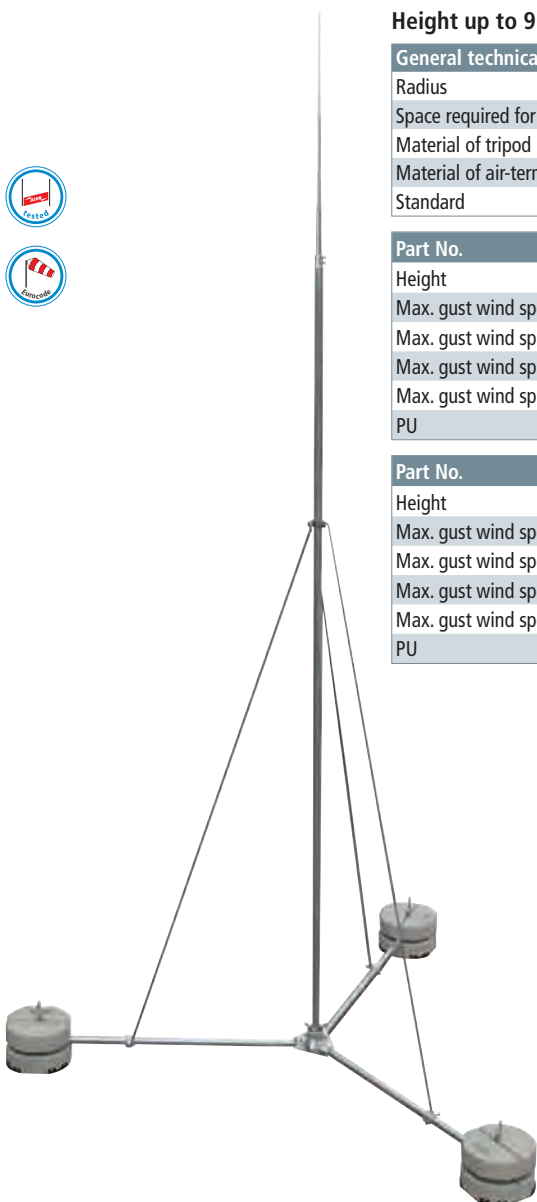 Height up to 9
General technica
Radius
Space required for
Material of tripod
Material of air-terr
Standard
Part No.
Height
Max. gust wind sp
Max. gust wind sp
Max. gust wind sp
Max. gust wind sp
PU
Part No.
Height
Max. gust wind sp
Max. gust wind sp
Max. gust wind sp
Max. gust wind sp
PU
tested
Eurocode